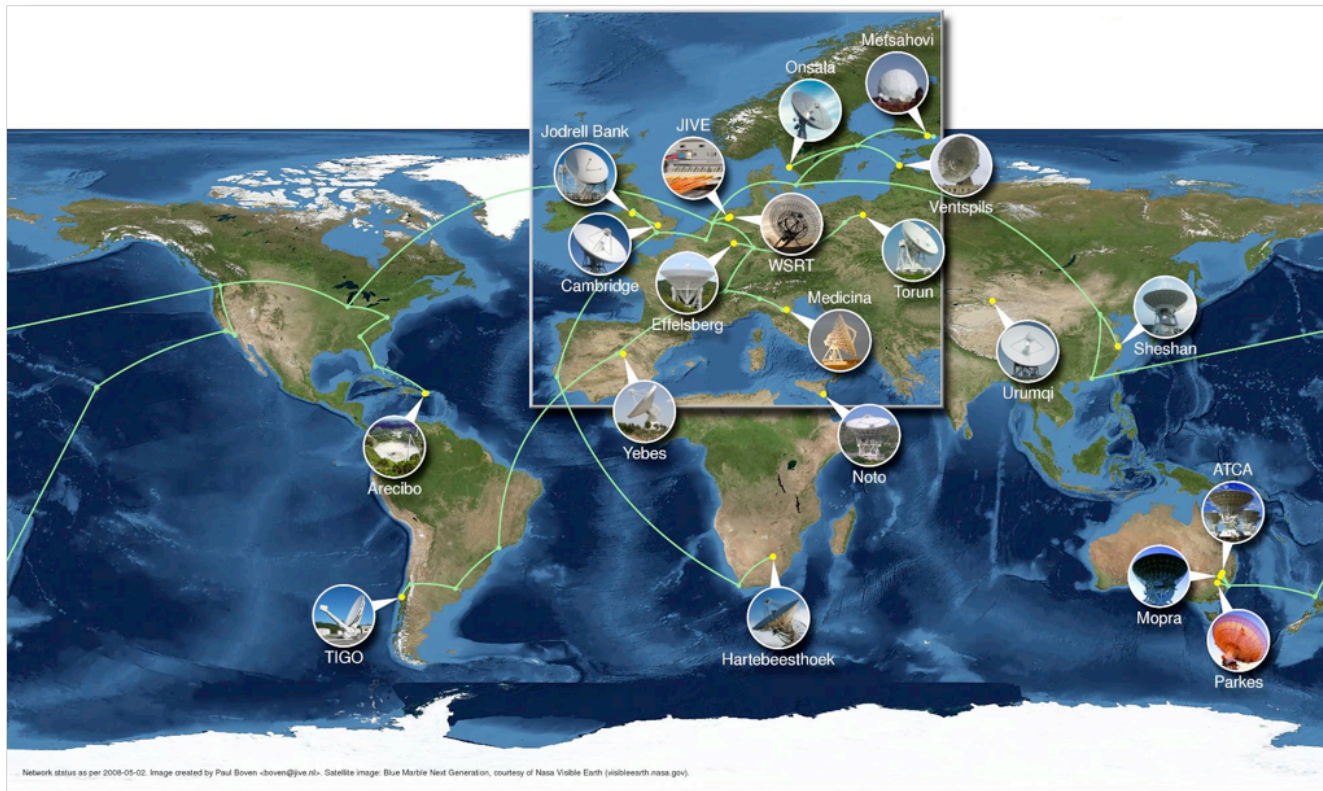 Metsahovi
Onsala
JIVE
Jodrell Bank
Ventspils
WSRT
Cambridge
Torun
Effelsberg
Medicina
Sheshan
Urumqi
Yebes
Noto
Arecibo
ATCA
Mopra
TIGO
Hartebeesthoek
Parkes
Network status as per 2008-05-02. Image created by Paul Boven <boven@jive.nl>. Satellite image: Blue Marble Next Generation, courtesy of Nasa Visible Earth (visibleearth.nasa.gov).